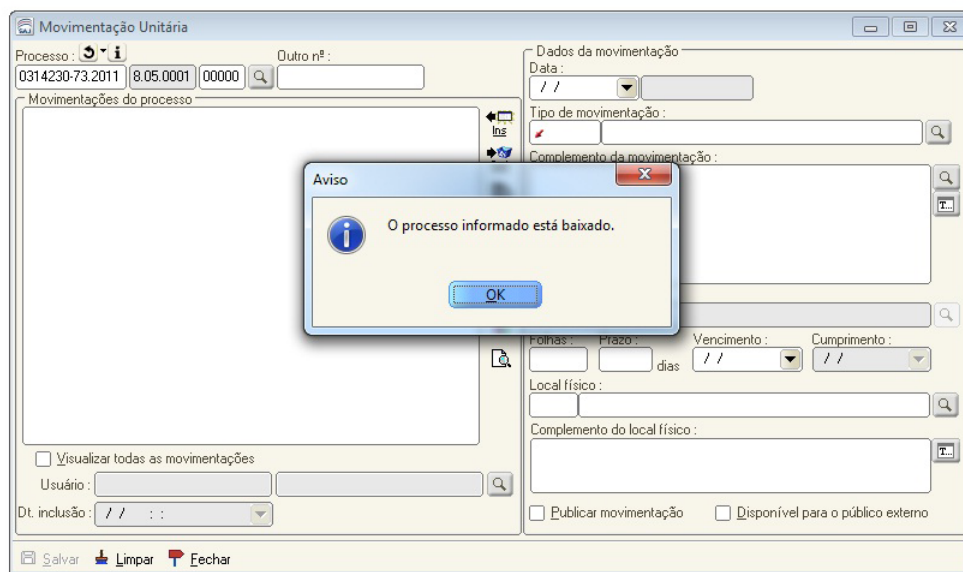 Movimentação Unitária
Processo :
Outro nº :
0314230-73.2011 8.05.0001 00000
Movimentações do processo
Ins
Visualizar todas as movimentações
Usuário :
Dt. inclusão : / / : :
Dados da movimentação
Data :
/ /
Tipo de movimentação :
Complemento da movimentação :
T...
Aviso
O processo informado está baixado.
OK
Folhas : Prazo : dias Vencimento : Cumprimento :
/ / / /
Local físico :
Complemento do local físico :
T...
Publicar movimentação Disponível para o público externo
Salvar Limpar Fechar